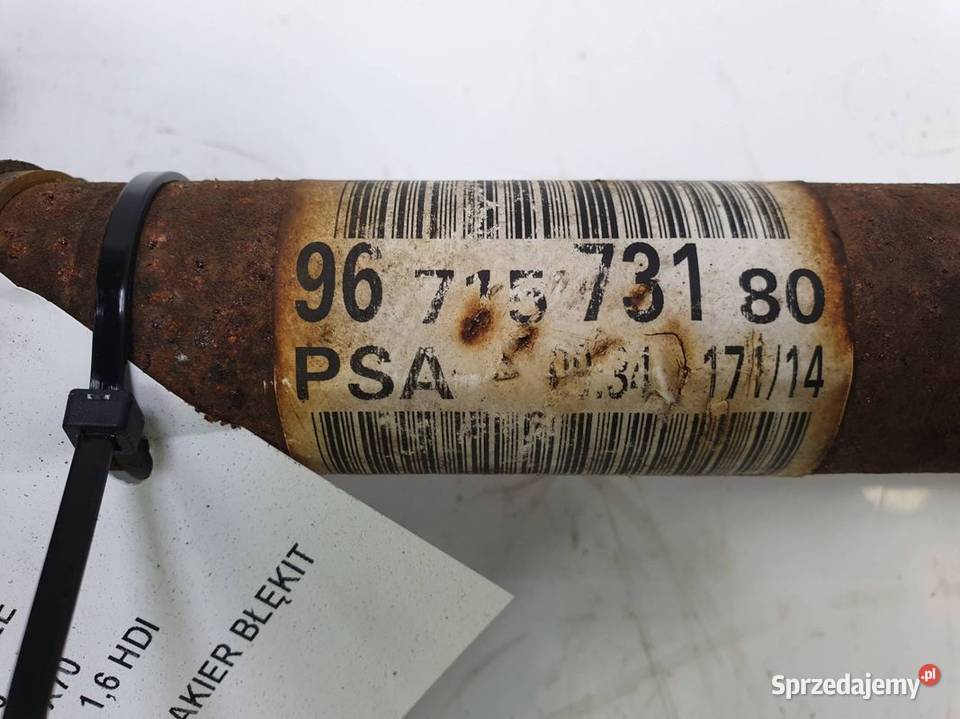 96 715 731 80
PSA 171/14
1,6 HDI
AKIER BŁĘKIT
Sprzedajemy.pl